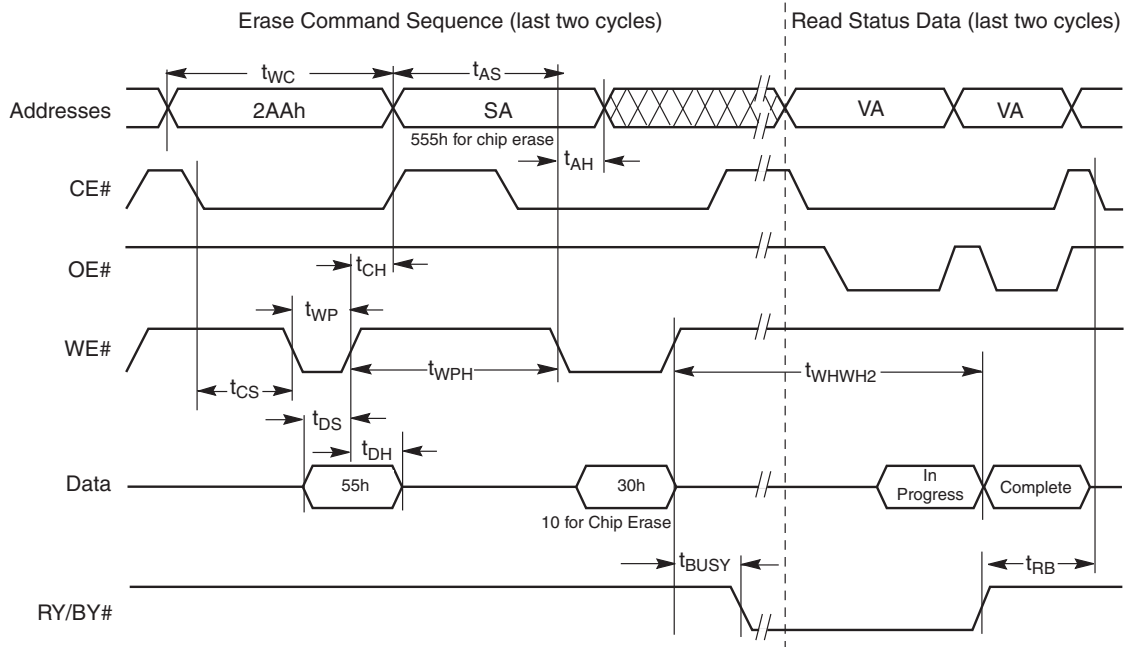 Erase Command Sequence (last two cycles)
Read Status Data (last two cycles)
tWC
tAS
Addresses
2AAh
SA
VA
VA
555h for chip erase
tAH
CE#
OE#
tCH
tWP
WE#
tWPH
tWHWH2
tCS
tDS
tDH
Data
55h
30h
In
Progress
Complete
10 for Chip Erase
tBUSY
tRB
RY/BY#